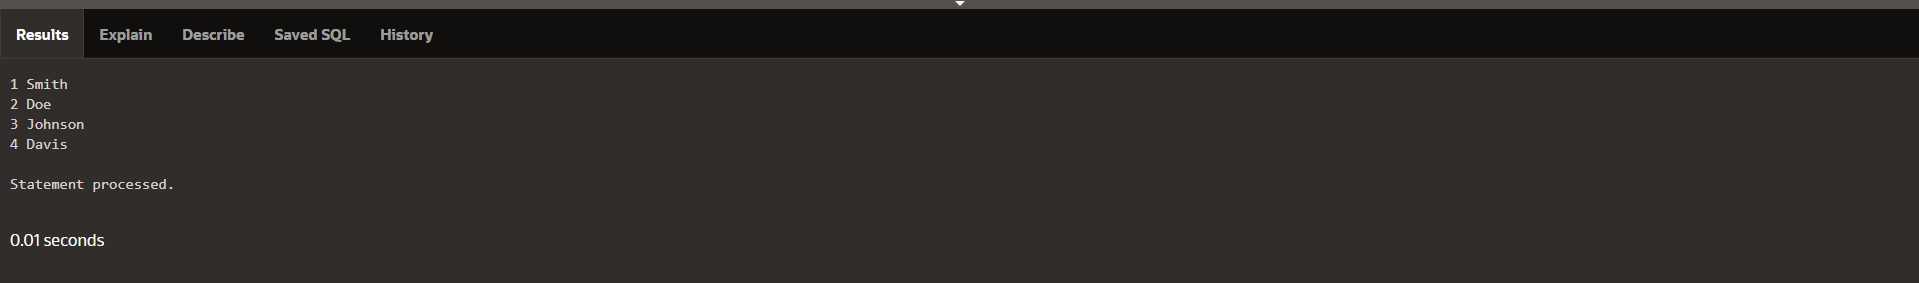 Results Explain Describe Saved SQL History
1 Smith
2 Doe
3 Johnson
4 Davis
Statement processed.
0.01 seconds